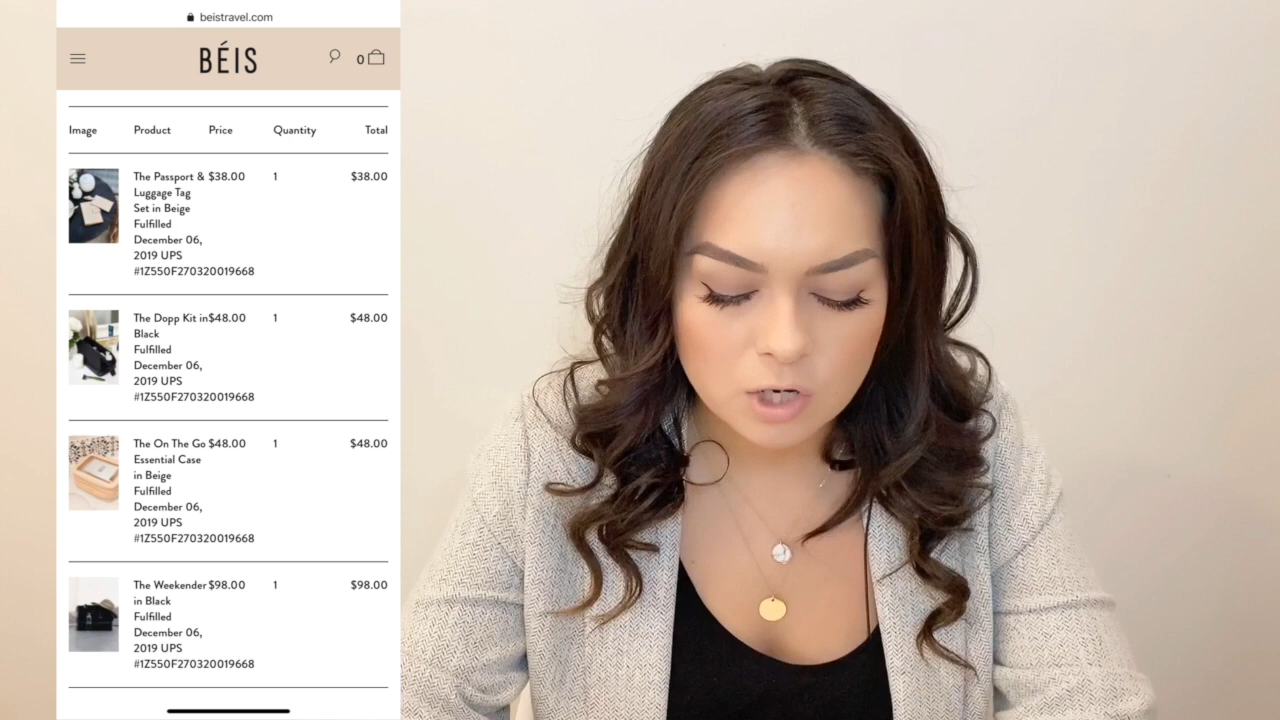 beistravel.com
BÉIS
0
Image Product Price Quantity Total
The Passport & $38.00 1 $38.00
Luggage Tag
Set in Beige
Fulfilled
December 06,
2019 UPS
#1Z550F270320019668
The Dopp Kit in $48.00 1 $48.00
Black
Fulfilled
December 06,
2019 UPS
#1Z550F270320019668
The On The Go $48.00 1 $48.00
Essential Case
in Beige
Fulfilled
December 06,
2019 UPS
#1Z550F270320019668
The Weekender $98.00 1 $98.00
in Black
Fulfilled
December 06,
2019 UPS
#1Z550F270320019668